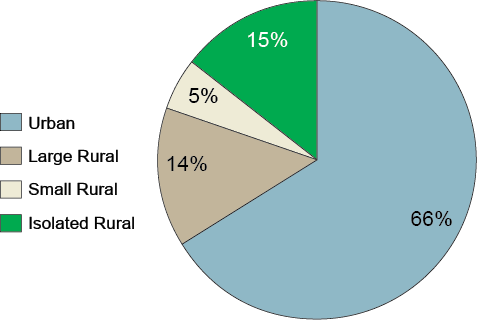 15%
5%
Urban
Large Rural
14%
Small Rural
Isolated Rural
66%